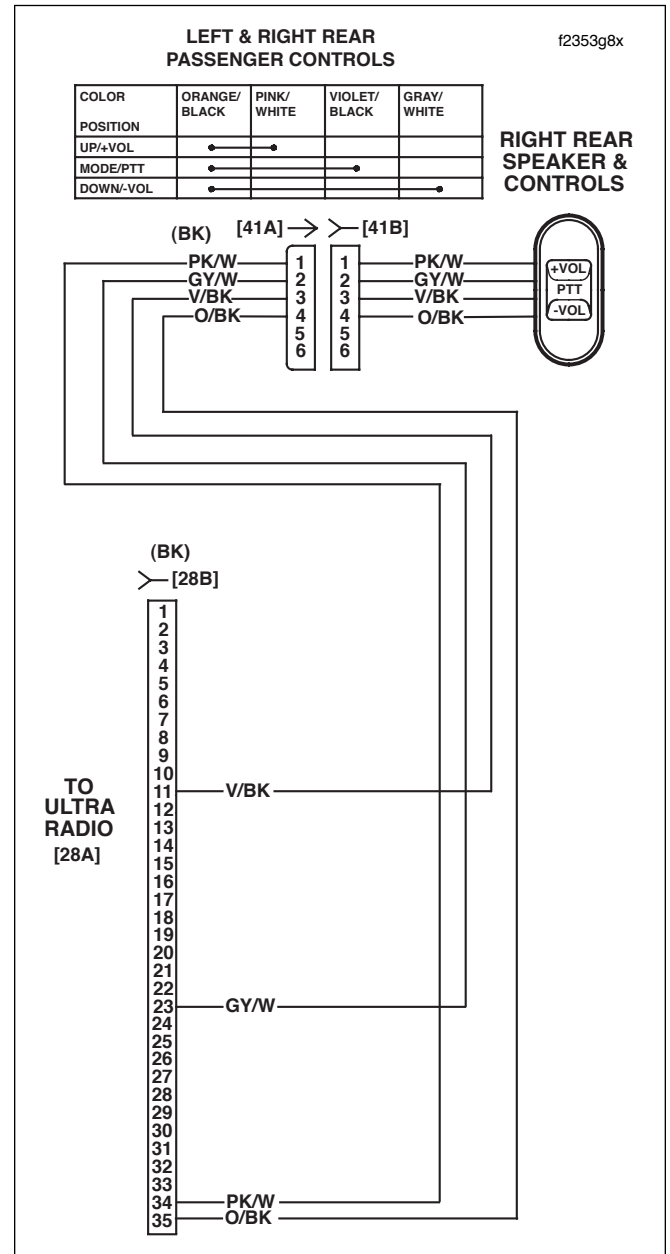 LEFT & RIGHT REAR
PASSENGER CONTROLS
f2353g8x
COLOR ORANGE/ PINK/ VIOLET/ GRAY/
BLACK WHITE BLACK WHITE
POSITION
UP/+VOL
MODE/PTT
DOWN/-VOL
RIGHT REAR
SPEAKER &
CONTROLS
(BK) [41A] [41B]
PK/W 1 1 PK/W +VOL
GY/W 2 2 GY/W PTT
V/BK 3 3 V/BK -VOL
O/BK 4 4 O/BK
5 5
6 6
(BK)
[28B]
1
2
3
4
5
6
7
8
9
10
11 V/BK
12
13
14
15
16
17
18
19
20
21
22
23 GY/W
24
25
26
27
28
29
30
31
32
33
34 PK/W
35 O/BK
TO
ULTRA
RADIO
[28A]